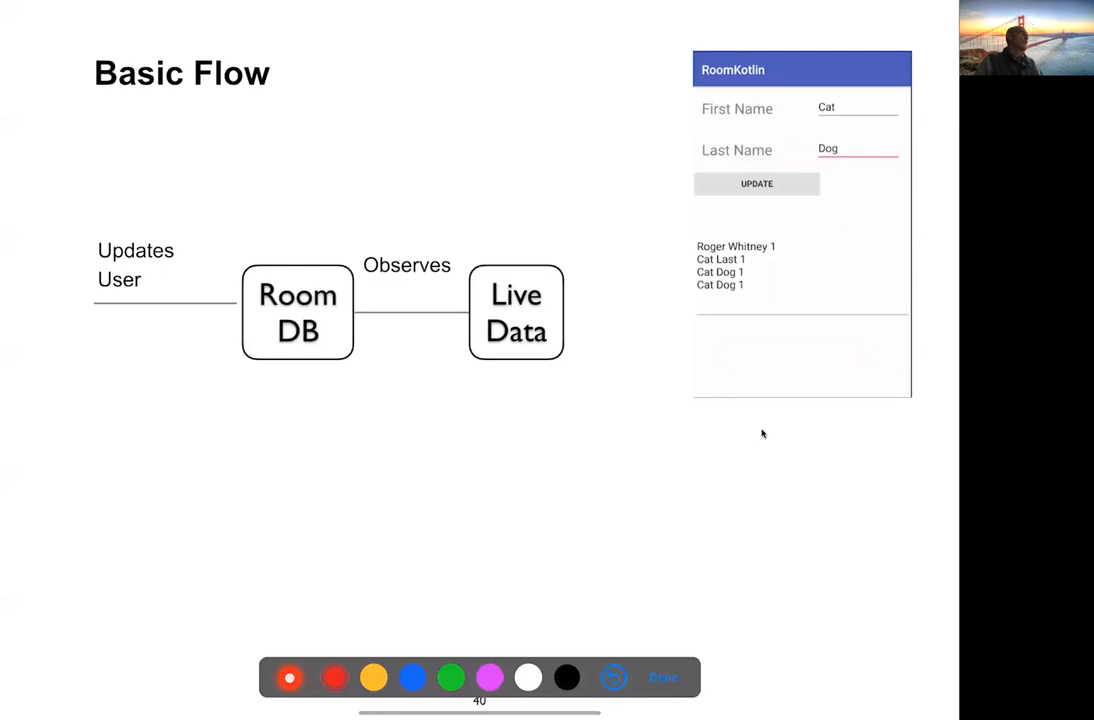 Basic Flow
Updates
User
Room
DB
Observes
Live
Data
RoomKotlin
First Name
Cat
Last Name
Dog
UPDATE
Roger Whitney 1
Cat Last 1
Cat Dog 1
Cat Dog 1
Done
40